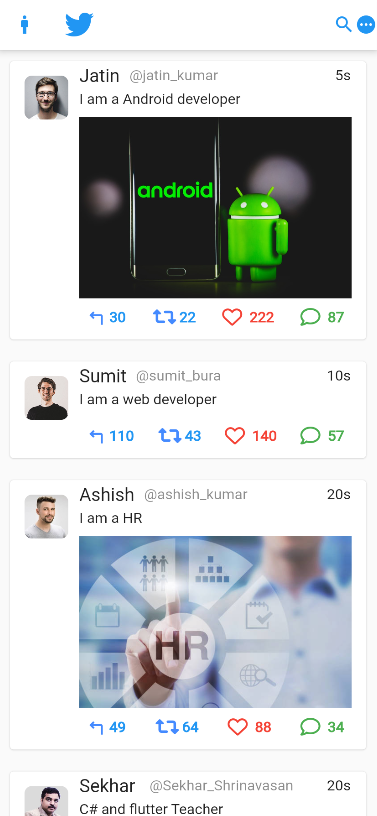 Jatin @jatin_kumar 5s
I am a Android developer
android
30 22 222 87
Sumit @sumit_bura 10s
I am a web developer
110 43 140 57
Ashish @ashish_kumar 20s
I am a HR
HR
49 64 88 34
Sekhar @Sekhar_Shrinavasan 20s
C# and flutter Teacher